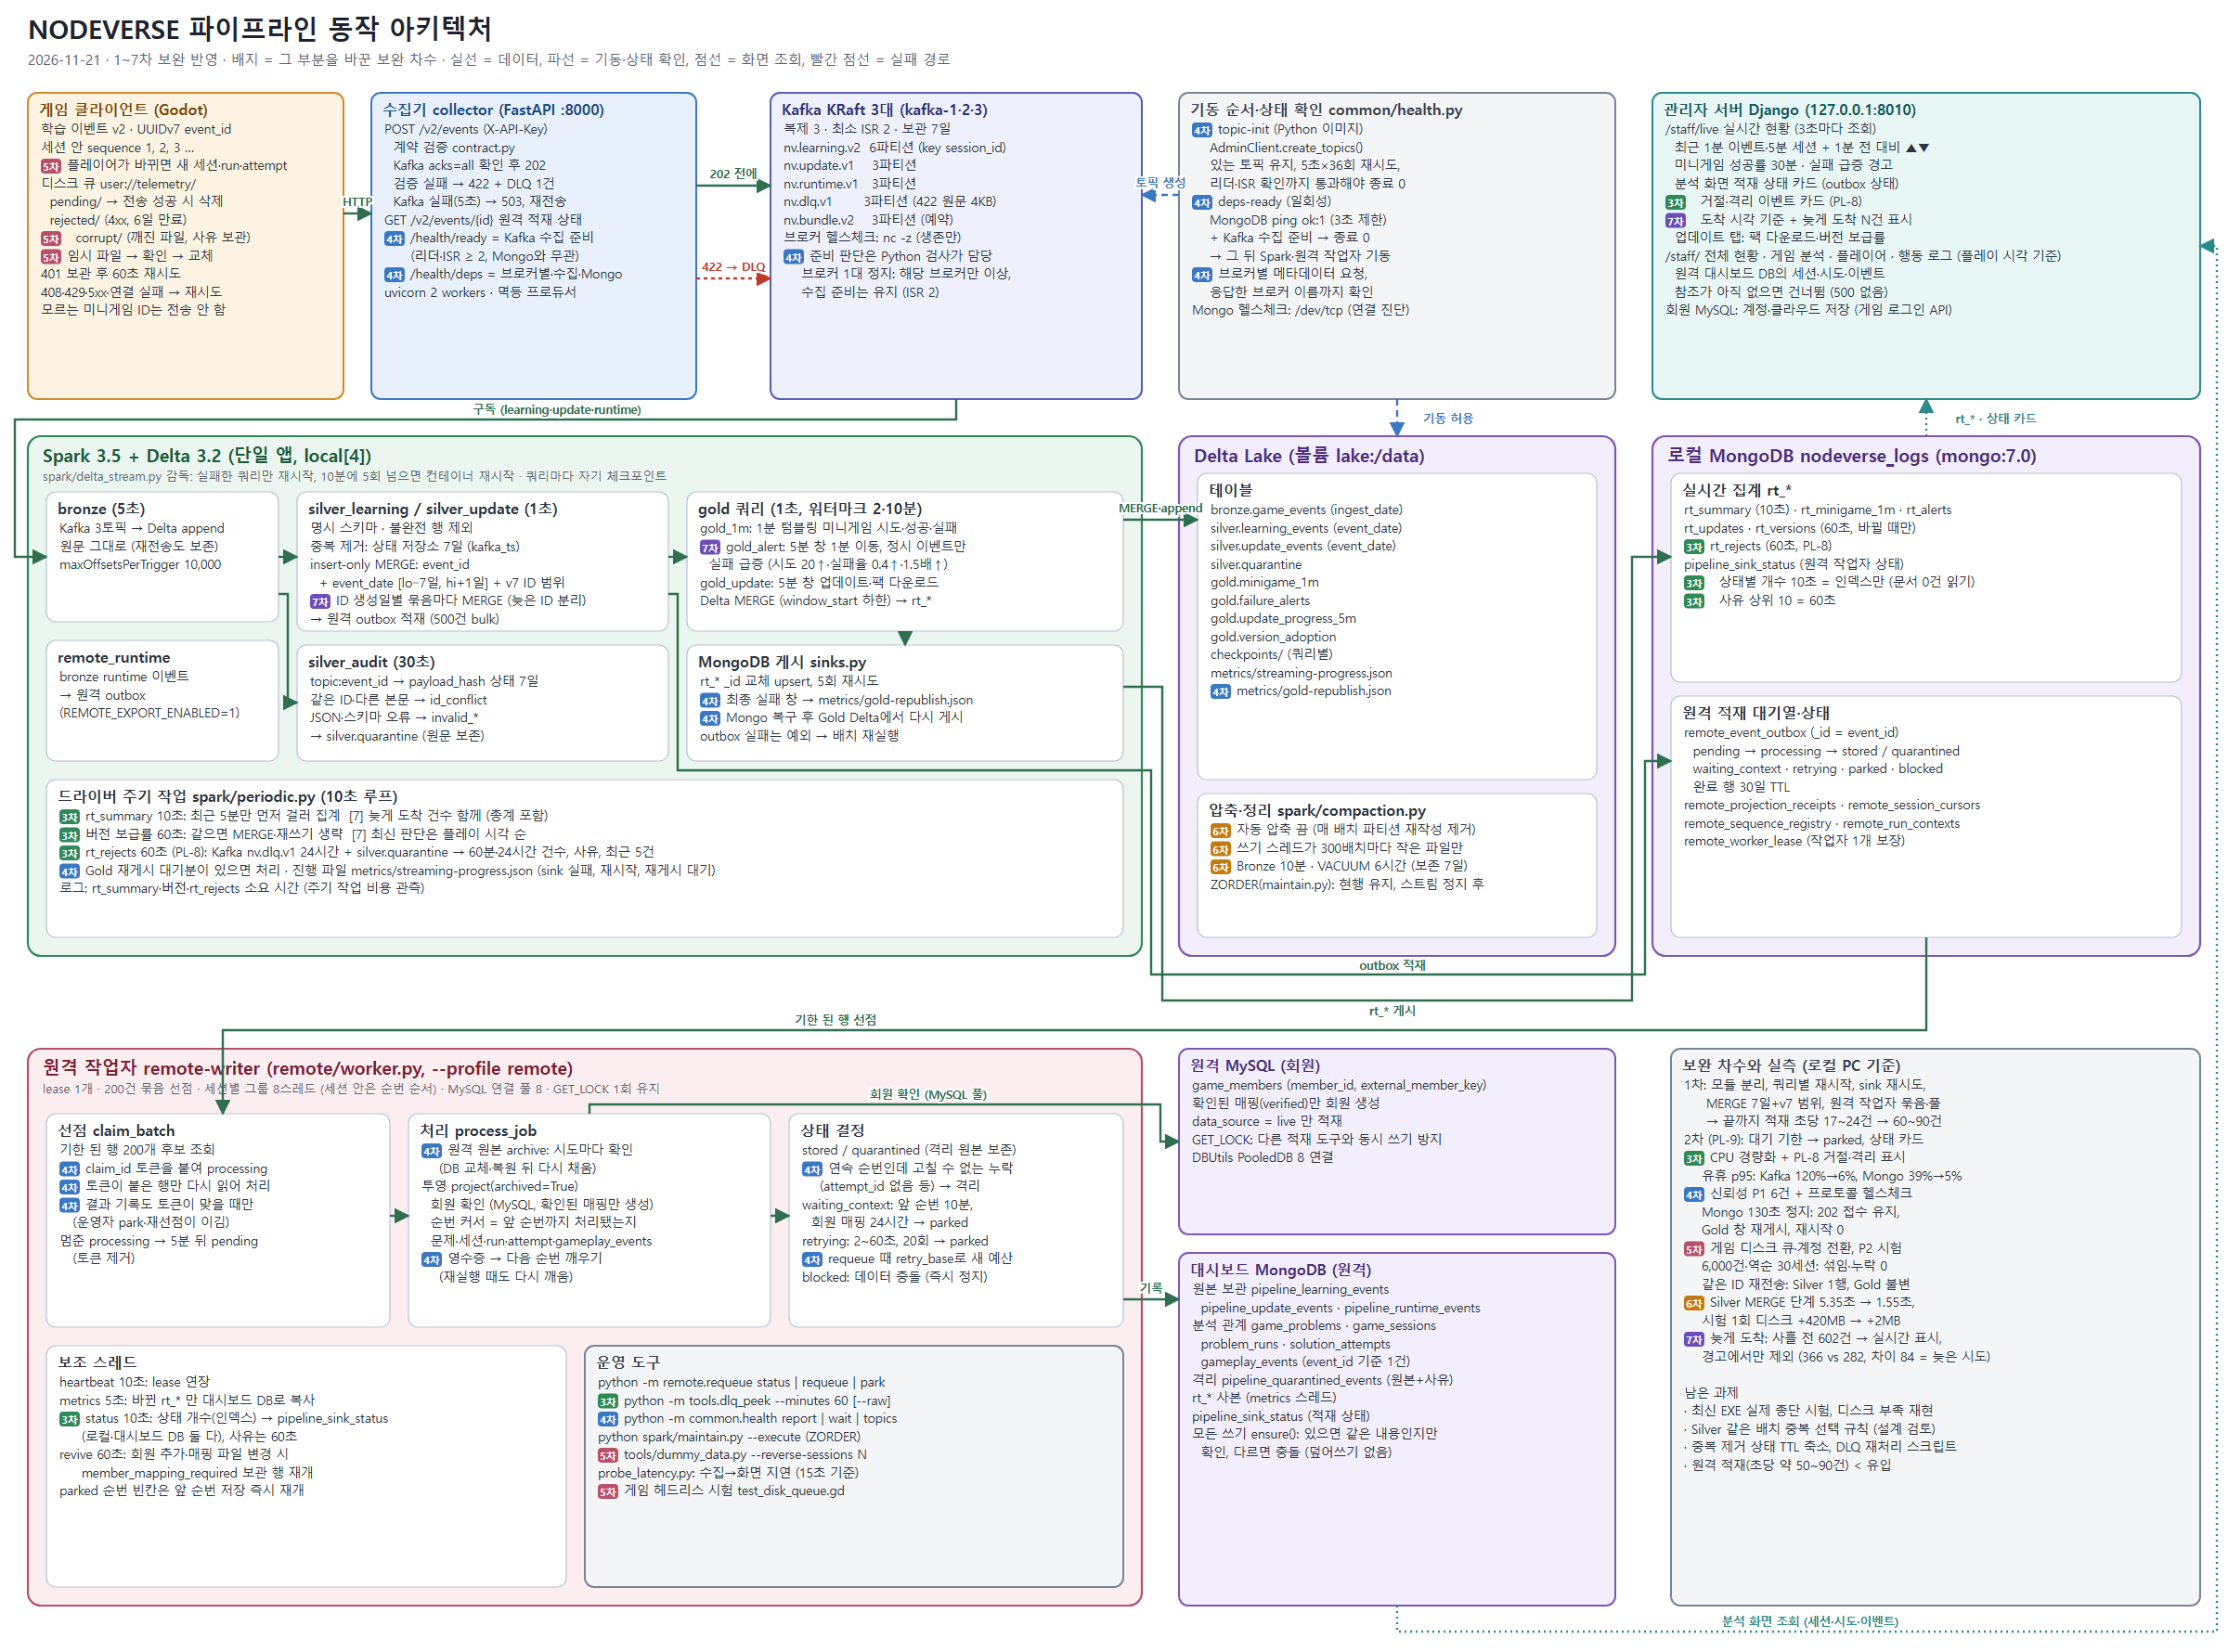 NODEVERSE 파이프라인 동작 아키텍처
2026-11-21 · 1~7차 보완 반영 · 배지 = 그 부분을 바꾼 보완 차수 · 실선 = 데이터, 파선 = 기동·상태 확인, 점선 = 화면 조회, 빨간 점선 = 실패 경로
게임 클라이언트 (Godot)
학습 이벤트 v2 · UUIDv7 event_id
세션 안 sequence 1, 2, 3 ...
5차 플레이어가 바뀌면 새 세션·run·attempt
디스크 큐 user://telemetry/
pending/ → 전송 성공 시 삭제
rejected/ (4xx, 6일 만료)
5차 corrupt/ (깨진 파일, 사유 보관)
5차 임시 파일 → 확인 → 교체
401 보관 후 60초 재시도
408·429·5xx·연결 실패 → 재시도
모르는 미니게임 ID는 전송 안 함
HTTP
수집기 collector (FastAPI :8000)
POST /v2/events (X-API-Key)
계약 검증 contract.py
Kafka acks=all 확인 후 202
검증 실패 → 422 + DLQ 1건
Kafka 실패(5초) → 503, 재전송
GET /v2/events/{id} 원격 적재 상태
4차 /health/ready = Kafka 수집 준비
(리더·ISR ≥ 2, Mongo와 무관)
4차 /health/deps = 브로커별·수집·Mongo
uvicorn 2 workers · 멱등 프로듀서
202 전에
422 → DLQ
Kafka KRaft 3대 (kafka-1·2·3)
복제 3 · 최소 ISR 2 · 보관 7일
nv.learning.v2 6파티션 (key session_id)
nv.update.v1 3파티션
nv.runtime.v1 3파티션
nv.dlq.v1 3파티션 (422 원문 4KB)
nv.bundle.v2 3파티션 (예약)
브로커 헬스체크: nc -z (생존만)
4차 준비 판단은 Python 검사가 담당
브로커 1대 정지: 해당 브로커만 이상,
수집 준비는 유지 (ISR 2)
토픽 생성
기동 순서·상태 확인 common/health.py
4차 topic-init (Python 이미지)
AdminClient.create_topics()
있는 토픽 유지, 5초×36회 재시도,
리더·ISR 확인까지 통과해야 종료 0
4차 deps-ready (일회성)
MongoDB ping ok:1 (3초 제한)
+ Kafka 수집 준비 → 종료 0
→ 그 뒤 Spark·원격 작업자 기동
4차 브로커별 메타데이터 요청,
응답한 브로커 이름까지 확인
Mongo 헬스체크: /dev/tcp (연결 진단)
관리자 서버 Django (127.0.0.1:8010)
/staff/live 실시간 현황 (3초마다 조회)
최근 1분 이벤트·5분 세션 + 1분 전 대비 ▲▼
미니게임 성공률 30분 · 실패 급증 경고
분석 화면 적재 상태 카드 (outbox 상태)
3차 거절·격리 이벤트 카드 (PL-8)
7차 도착 시각 기준 + 늦게 도착 N건 표시
업데이트 탭: 팩 다운로드·버전 보급률
/staff/ 전체 현황 · 게임 분석 · 플레이어 · 행동 로그 (플레이 시각 기준)
원격 대시보드 DB의 세션·시도·이벤트
참조가 아직 없으면 건너뜀 (500 없음)
회원 MySQL: 계정·클라우드 저장 (게임 로그인 API)
구독 (learning·update·runtime)
기동 허용
rt_* · 상태 카드
Spark 3.5 + Delta 3.2 (단일 앱, local[4])
spark/delta_stream.py 감독: 실패한 쿼리만 재시작, 10분에 5회 넘으면 컨테이너 재시작 · 쿼리마다 자기 체크포인트
bronze (5초)
Kafka 3토픽 → Delta append
원문 그대로 (재전송도 보존)
maxOffsetsPerTrigger 10,000
silver_learning / silver_update (1초)
명시 스키마 · 불완전 행 제외
중복 제거: 상태 저장소 7일 (kafka_ts)
insert-only MERGE: event_id
+ event_date [lo−7일, hi+1일] + v7 ID 범위
7차 ID 생성일별 묶음마다 MERGE (늦은 ID 분리)
→ 원격 outbox 적재 (500건 bulk)
gold 쿼리 (1초, 워터마크 2·10분)
gold_1m: 1분 텀블링 미니게임 시도·성공·실패
7차 gold_alert: 5분 창 1분 이동, 정시 이벤트만
실패 급증 (시도 20↑·실패율 0.4↑·1.5배↑)
gold_update: 5분 창 업데이트·팩 다운로드
Delta MERGE (window_start 하한) → rt_*
MERGE·append
remote_runtime
bronze runtime 이벤트
→ 원격 outbox
(REMOTE_EXPORT_ENABLED=1)
silver_audit (30초)
topic:event_id → payload_hash 상태 7일
같은 ID·다른 본문 → id_conflict
JSON·스키마 오류 → invalid_*
→ silver.quarantine (원문 보존)
MongoDB 게시 sinks.py
rt_* _id 교체 upsert, 5회 재시도
4차 최종 실패 창 → metrics/gold-republish.json
4차 Mongo 복구 후 Gold Delta에서 다시 게시
outbox 실패는 예외 → 배치 재실행
드라이버 주기 작업 spark/periodic.py (10초 루프)
3차 rt_summary 10초: 최근 5분만 먼저 걸러 집계 [7] 늦게 도착 건수 함께 (총계 포함)
3차 버전 보급률 60초: 같으면 MERGE·재쓰기 생략 [7] 최신 판단은 플레이 시각 순
3차 rt_rejects 60초 (PL-8): Kafka nv.dlq.v1 24시간 + silver.quarantine → 60분·24시간 건수, 사유, 최근 5건
4차 Gold 재게시 대기분이 있으면 처리 · 진행 파일 metrics/streaming-progress.json (sink 실패, 재시작, 재게시 대기)
로그: rt_summary·버전·rt_rejects 소요 시간 (주기 작업 비용 관측)
Delta Lake (볼륨 lake:/data)
테이블
bronze.game_events (ingest_date)
silver.learning_events (event_date)
silver.update_events (event_date)
silver.quarantine
gold.minigame_1m
gold.failure_alerts
gold.update_progress_5m
gold.version_adoption
checkpoints/ (쿼리별)
metrics/streaming-progress.json
4차 metrics/gold-republish.json
압축·정리 spark/compaction.py
6차 자동 압축 끔 (매 배치 파티션 재작성 제거)
6차 쓰기 스레드가 300배치마다 작은 파일만
6차 Bronze 10분 · VACUUM 6시간 (보존 7일)
ZORDER(maintain.py): 현행 유지, 스트림 정지 후
로컬 MongoDB nodeverse_logs (mongo:7.0)
실시간 집계 rt_*
rt_summary (10초) · rt_minigame_1m · rt_alerts
rt_updates · rt_versions (60초, 바뀔 때만)
3차 rt_rejects (60초, PL-8)
pipeline_sink_status (원격 작업자 상태)
3차 상태별 개수 10초 = 인덱스만 (문서 0건 읽기)
3차 사유 상위 10 = 60초
원격 적재 대기열·상태
remote_event_outbox (_id = event_id)
pending → processing → stored / quarantined
waiting_context · retrying · parked · blocked
완료 행 30일 TTL
remote_projection_receipts · remote_session_cursors
remote_sequence_registry · remote_run_contexts
remote_worker_lease (작업자 1개 보장)
outbox 적재
rt_* 게시
기한 된 행 선점
원격 작업자 remote-writer (remote/worker.py, --profile remote)
lease 1개 · 200건 묶음 선점 · 세션별 그룹 8스레드 (세션 안은 순번 순서) · MySQL 연결 풀 8 · GET_LOCK 1회 유지
회원 확인 (MySQL 풀)
선점 claim_batch
기한 된 행 200개 후보 조회
4차 claim_id 토큰을 붙여 processing
4차 토큰이 붙은 행만 다시 읽어 처리
4차 결과 기록도 토큰이 맞을 때만
(운영자 park·재선점이 이김)
멈춘 processing → 5분 뒤 pending
(토큰 제거)
처리 process_job
4차 원격 원본 archive: 시도마다 확인
(DB 교체·복원 뒤 다시 채움)
투영 project(archived=True)
회원 확인 (MySQL, 확인된 매핑만 생성)
순번 커서 = 앞 순번까지 처리됐는지
문제·세션·run·attempt·gameplay_events
4차 영수증 → 다음 순번 깨우기
(재실행 때도 다시 깨움)
상태 결정
stored / quarantined (격리 원본 보존)
4차 연속 순번인데 고칠 수 없는 누락
(attempt_id 없음 등) → 격리
waiting_context: 앞 순번 10분,
회원 매핑 24시간 → parked
retrying: 2~60초, 20회 → parked
4차 requeue 때 retry_base로 새 예산
blocked: 데이터 충돌 (즉시 정지)
기록
보조 스레드
heartbeat 10초: lease 연장
metrics 5초: 바뀐 rt_* 만 대시보드 DB로 복사
3차 status 10초: 상태 개수(인덱스) → pipeline_sink_status
(로컬·대시보드 DB 둘 다), 사유는 60초
revive 60초: 회원 추가·매핑 파일 변경 시
member_mapping_required 보관 행 재개
parked 순번 빈칸은 앞 순번 저장 즉시 재개
운영 도구
python -m remote.requeue status | requeue | park
3차 python -m tools.dlq_peek --minutes 60 [--raw]
4차 python -m common.health report | wait | topics
python spark/maintain.py --execute (ZORDER)
5차 tools/dummy_data.py --reverse-sessions N
probe_latency.py: 수집→화면 지연 (15초 기준)
5차 게임 헤드리스 시험 test_disk_queue.gd
원격 MySQL (회원)
game_members (member_id, external_member_key)
확인된 매핑(verified)만 회원 생성
data_source = live 만 적재
GET_LOCK: 다른 적재 도구와 동시 쓰기 방지
DBUtils PooledDB 8 연결
대시보드 MongoDB (원격)
원본 보관 pipeline_learning_events
pipeline_update_events · pipeline_runtime_events
분석 관계 game_problems · game_sessions
problem_runs · solution_attempts
gameplay_events (event_id 기준 1건)
격리 pipeline_quarantined_events (원본+사유)
rt_* 사본 (metrics 스레드)
pipeline_sink_status (적재 상태)
모든 쓰기 ensure(): 있으면 같은 내용인지만
확인, 다르면 충돌 (덮어쓰기 없음)
보완 차수와 실측 (로컬 PC 기준)
1차: 모듈 분리, 쿼리별 재시작, sink 재시도,
MERGE 7일+v7 범위, 원격 작업자 묶음·풀
→ 끝까지 적재 초당 17~24건 → 60~90건
2차 (PL-9): 대기 기한 → parked, 상태 카드
3차 CPU 경량화 + PL-8 거절·격리 표시
유휴 p95: Kafka 120%→6%, Mongo 39%→5%
4차 신뢰성 P1 6건 + 프로토콜 헬스체크
Mongo 130초 정지: 202 접수 유지,
Gold 창 재게시, 재시작 0
5차 게임 디스크 큐·계정 전환, P2 시험
6,000건·역순 30세션: 섞임·누락 0
같은 ID 재전송: Silver 1행, Gold 불변
6차 Silver MERGE 단계 5.35초 → 1.55초,
시험 1회 디스크 +420MB → +2MB
7차 늦게 도착: 사흘 전 602건 → 실시간 표시,
경고에서만 제외 (366 vs 282, 차이 84 = 늦은 시도)
남은 과제
· 최신 EXE 실제 종단 시험, 디스크 부족 재현
· Silver 같은 배치 중복 선택 규칙 (설계 검토)
· 중복 제거 상태 TTL 축소, DLQ 재처리 스크립트
· 원격 적재(초당 약 50~90건) < 유입
분석 화면 조회 (세션·시도·이벤트)